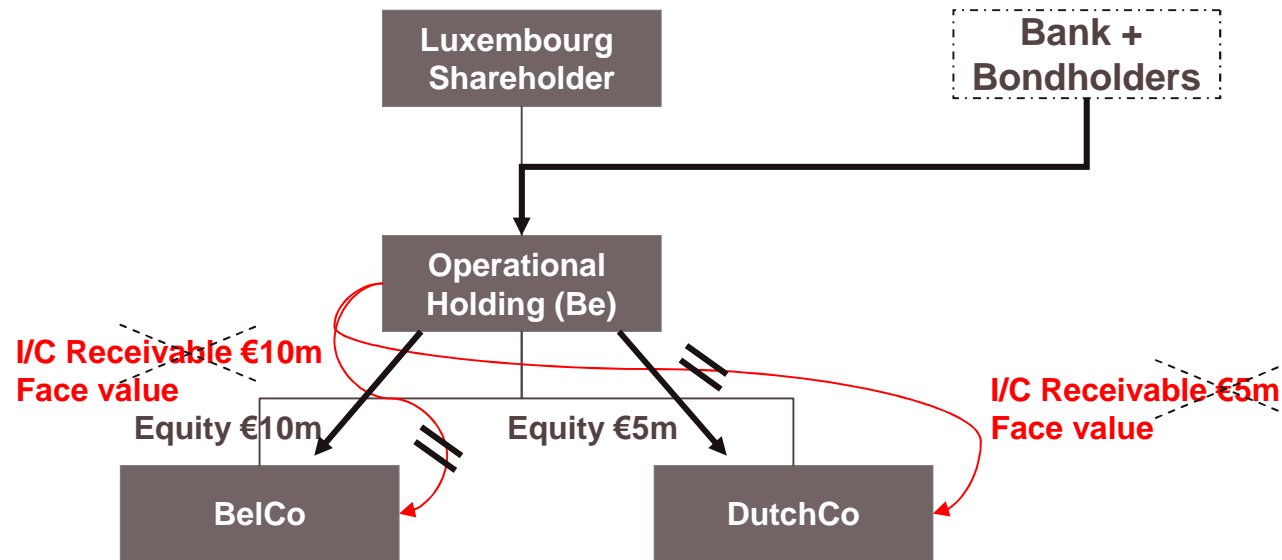 Luxembourg
Shareholder
Bank +
Bondholders
Operational
Holding (Be)
I/C Receivable €10m
Face value
I/C Receivable €5m
Face value
Equity €10m
Equity €5m
BelCo
DutchCo